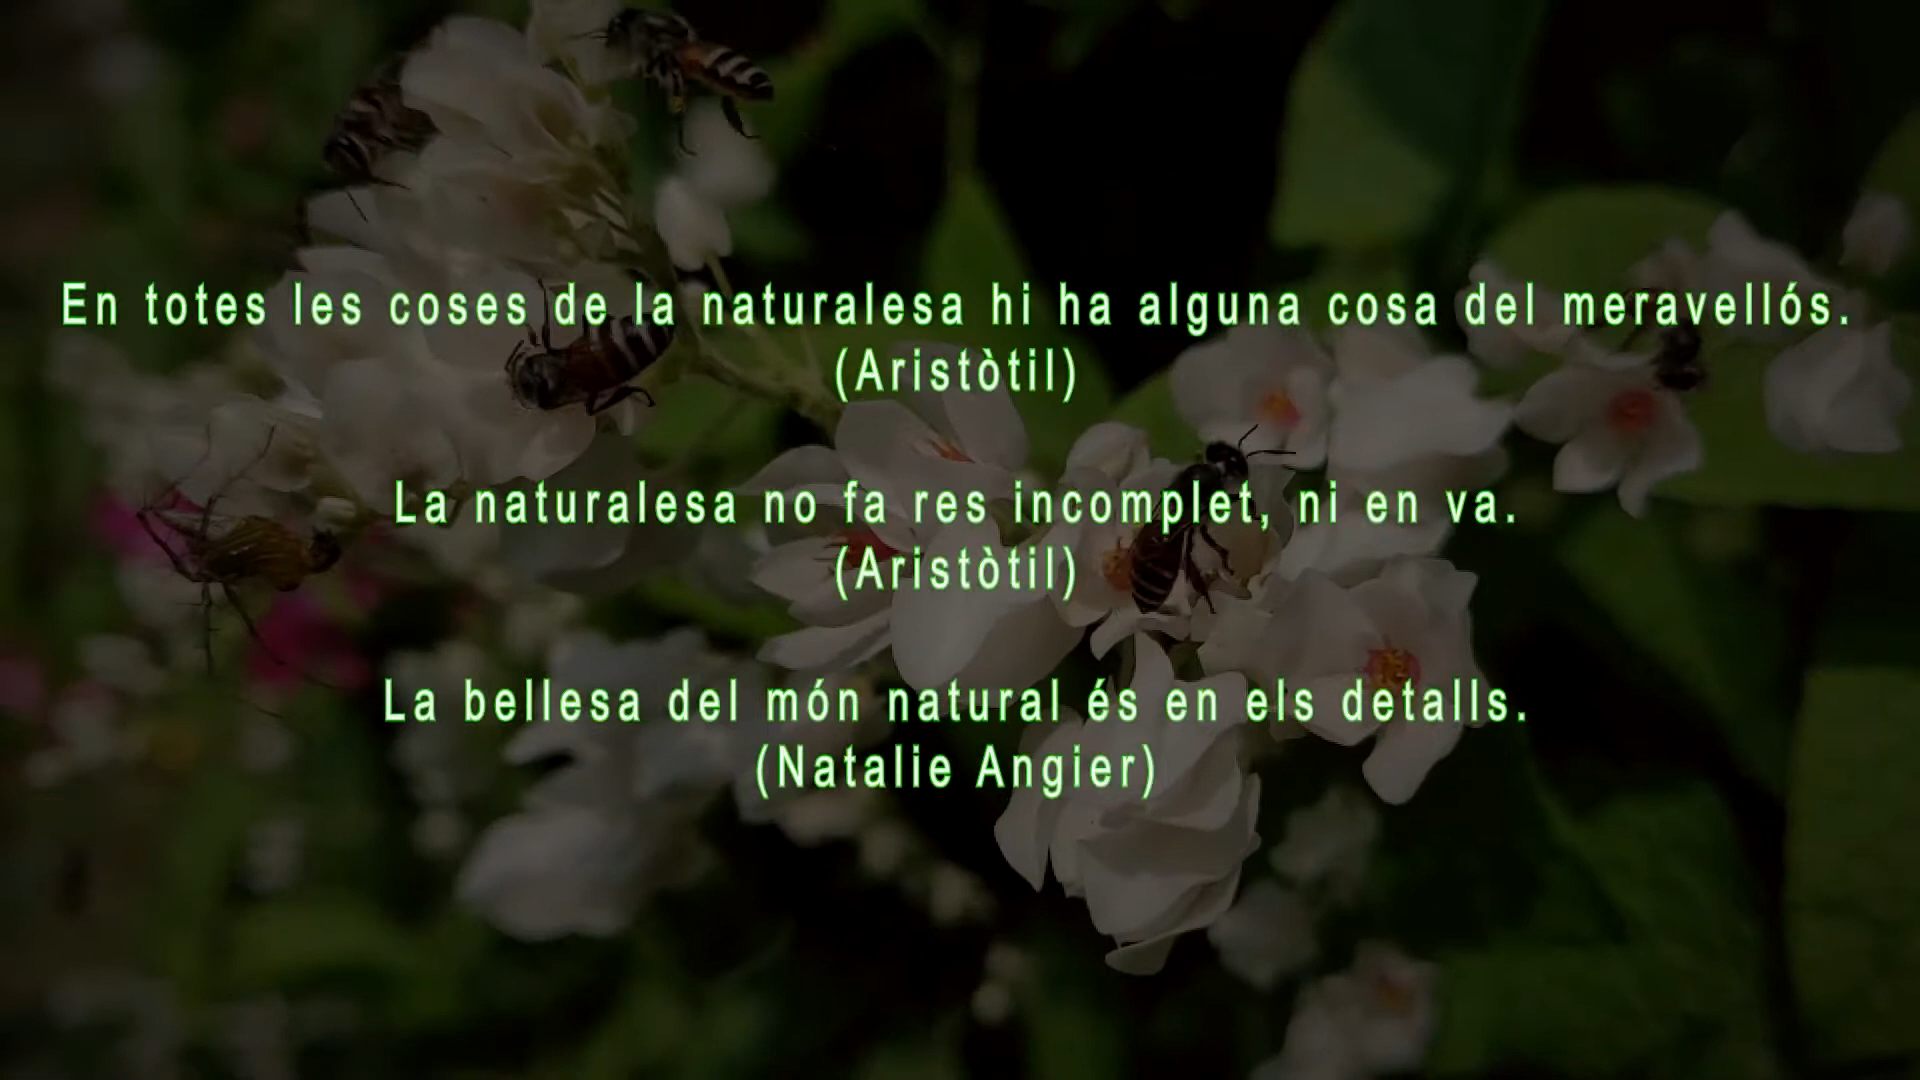 En totes les coses de la naturalesa hi ha alguna cosa del meravellós.
(Aristòtil)
La naturalesa no fa res incomplet, ni en va.
(Aristòtil)
La bellesa del món natural és en els detalls.
(Natalie Angier)